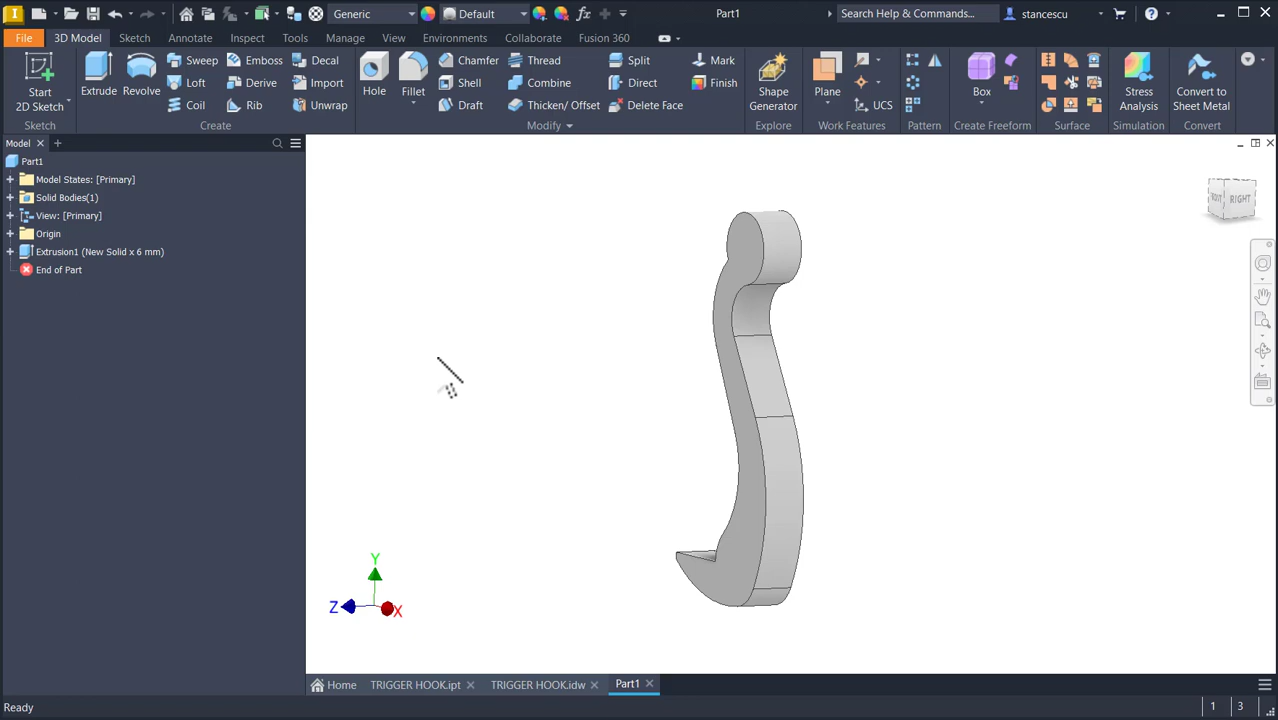 Generic
Default
Part1
Search Help & Commands...
stancescu
File
3D Model
Sketch
Annotate
Inspect
Tools
Manage
View
Environments
Collaborate
Fusion 360
Start
2D Sketch
Sketch
Extrude
Revolve
Sweep
Loft
Coil
Emboss
Derive
Rib
Decal
Import
Unwrap
Create
Hole
Fillet
Chamfer
Shell
Draft
Thread
Combine
Thicken/ Offset
Split
Direct
Delete Face
Modify
Mark
Finish
Shape
Generator
Explore
Plane
UCS
Work Features
Pattern
Box
Create Freeform
Surface
Stress
Analysis
Simulation
Convert to
Sheet Metal
Convert
Model
Part1
Model States: [Primary]
Solid Bodies(1)
View: [Primary]
Origin
Extrusion1 (New Solid x 6 mm)
End of Part
RIGHT
Y
Z
X
Home
TRIGGER HOOK.ipt
TRIGGER HOOK.idw
Part1
Ready
1
3